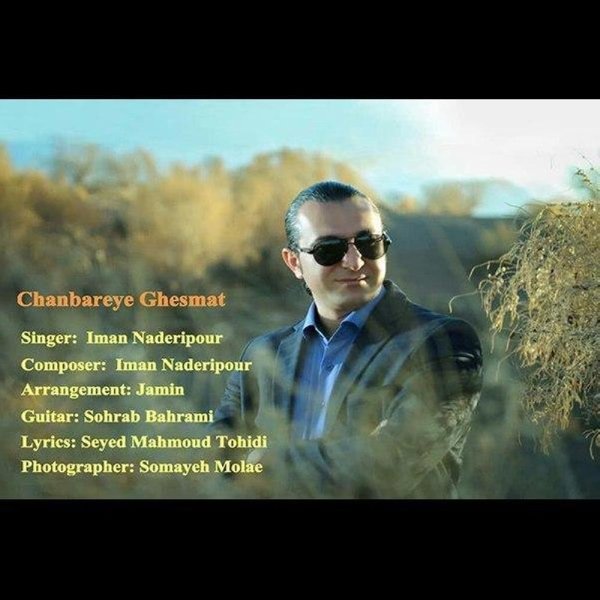 Chanbareye Ghesmat
Singer: Iman Naderipour
Composer: Iman Naderipour
Arrangement: Jamin
Guitar: Sohrab Bahrami
Lyrics: Seyed Mahmoud Tohidi
Photographer: Somayeh Molae